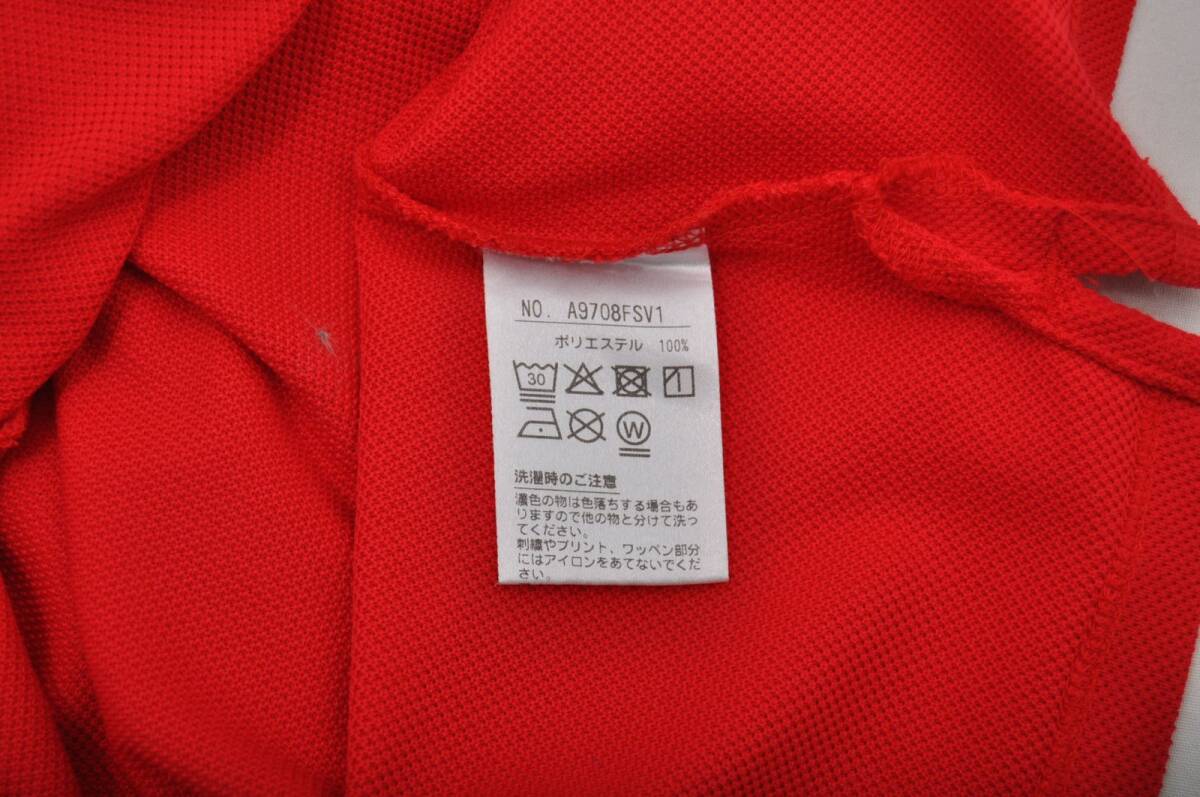 NO. A9708FSV1
ポリエステル 100%
30
W
洗濯時のご注意
濃色の物は色落ちする場合もあ
りますので他の物と分けて洗っ
てください。
刺繍やプリント、ワッペン部分
にはアイロンをあてないでくだ
さい。